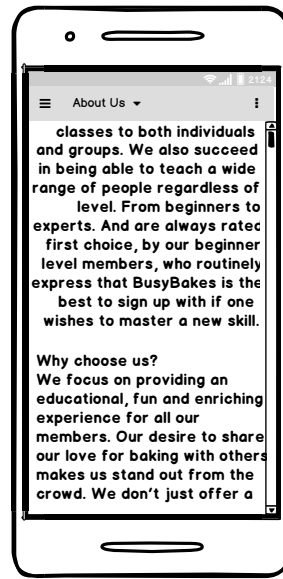 21:24
About Us
classes to both individuals
and groups. We also succeed
in being able to teach a wide
range of people regardless of
level. From beginners to
experts. And are always rated
first choice, by our beginner
level members, who routinely
express that BusyBakes is the
best to sign up with if one
wishes to master a new skill.
Why choose us?
We focus on providing an
educational, fun and enriching
experience for all our
members. Our desire to share
our love for baking with others
makes us stand out from the
crowd. We don't just offer a